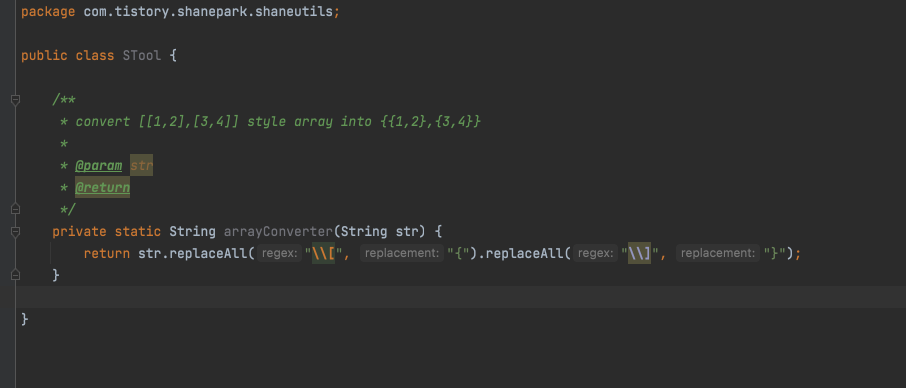 package com.tistory.shanepark.shaneutils;
public class STool {
/**
* convert [[1,2],[3,4]] style array into {{1,2},{3,4}}
*
* @param str
* @return
*/
private static String arrayConverter(String str) {
return str.replaceAll( regex: "\\[", replacement: "{").replaceAll( regex: "\\]", replacement: "}");
}
}